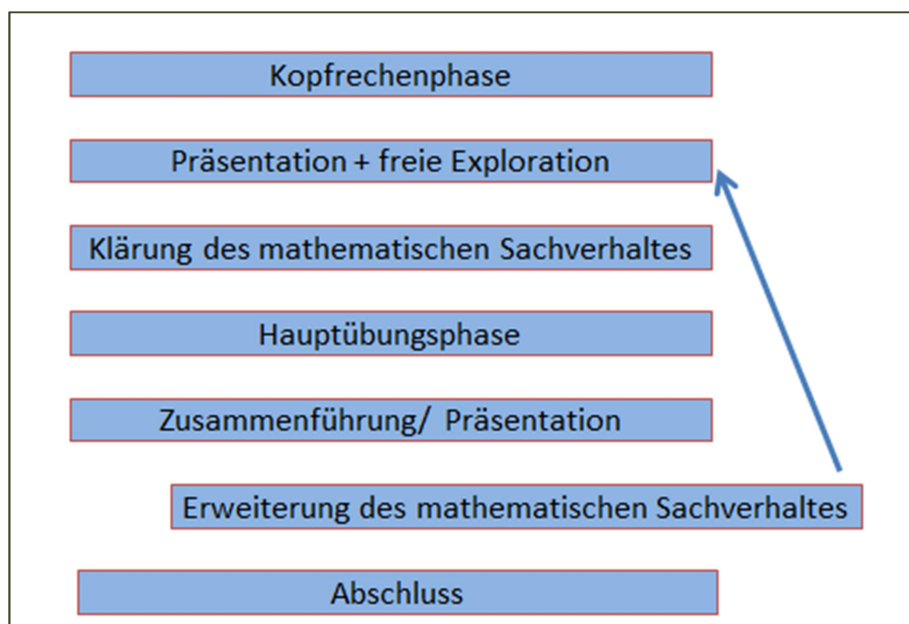 Kopfrechenphase
Präsentation + freie Exploration
Klärung des mathematischen Sachverhaltes
Hauptübungsphase
Zusammenführung/ Präsentation
Erweiterung des mathematischen Sachverhaltes
Abschluss